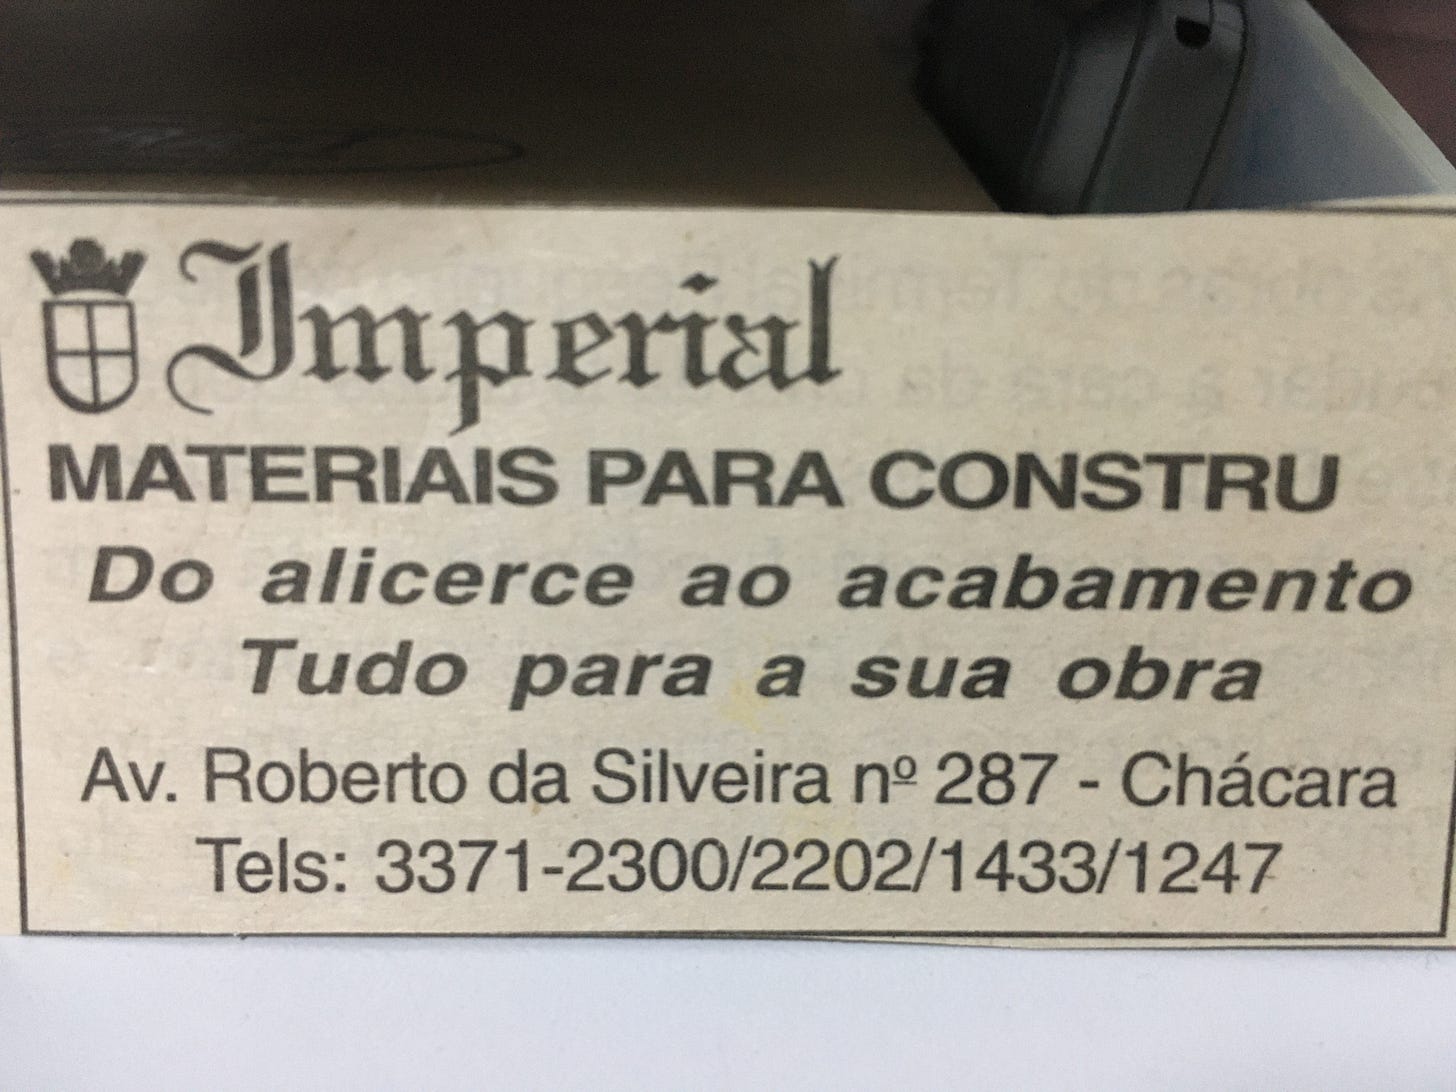 Imperial
MATERIAIS PARA CONSTRU
Do alicerce ao acabamento
Tudo para a sua obra
Av. Roberto da Silveira nº 287 - Chácara
Tels: 3371-2300/2202/1433/1247